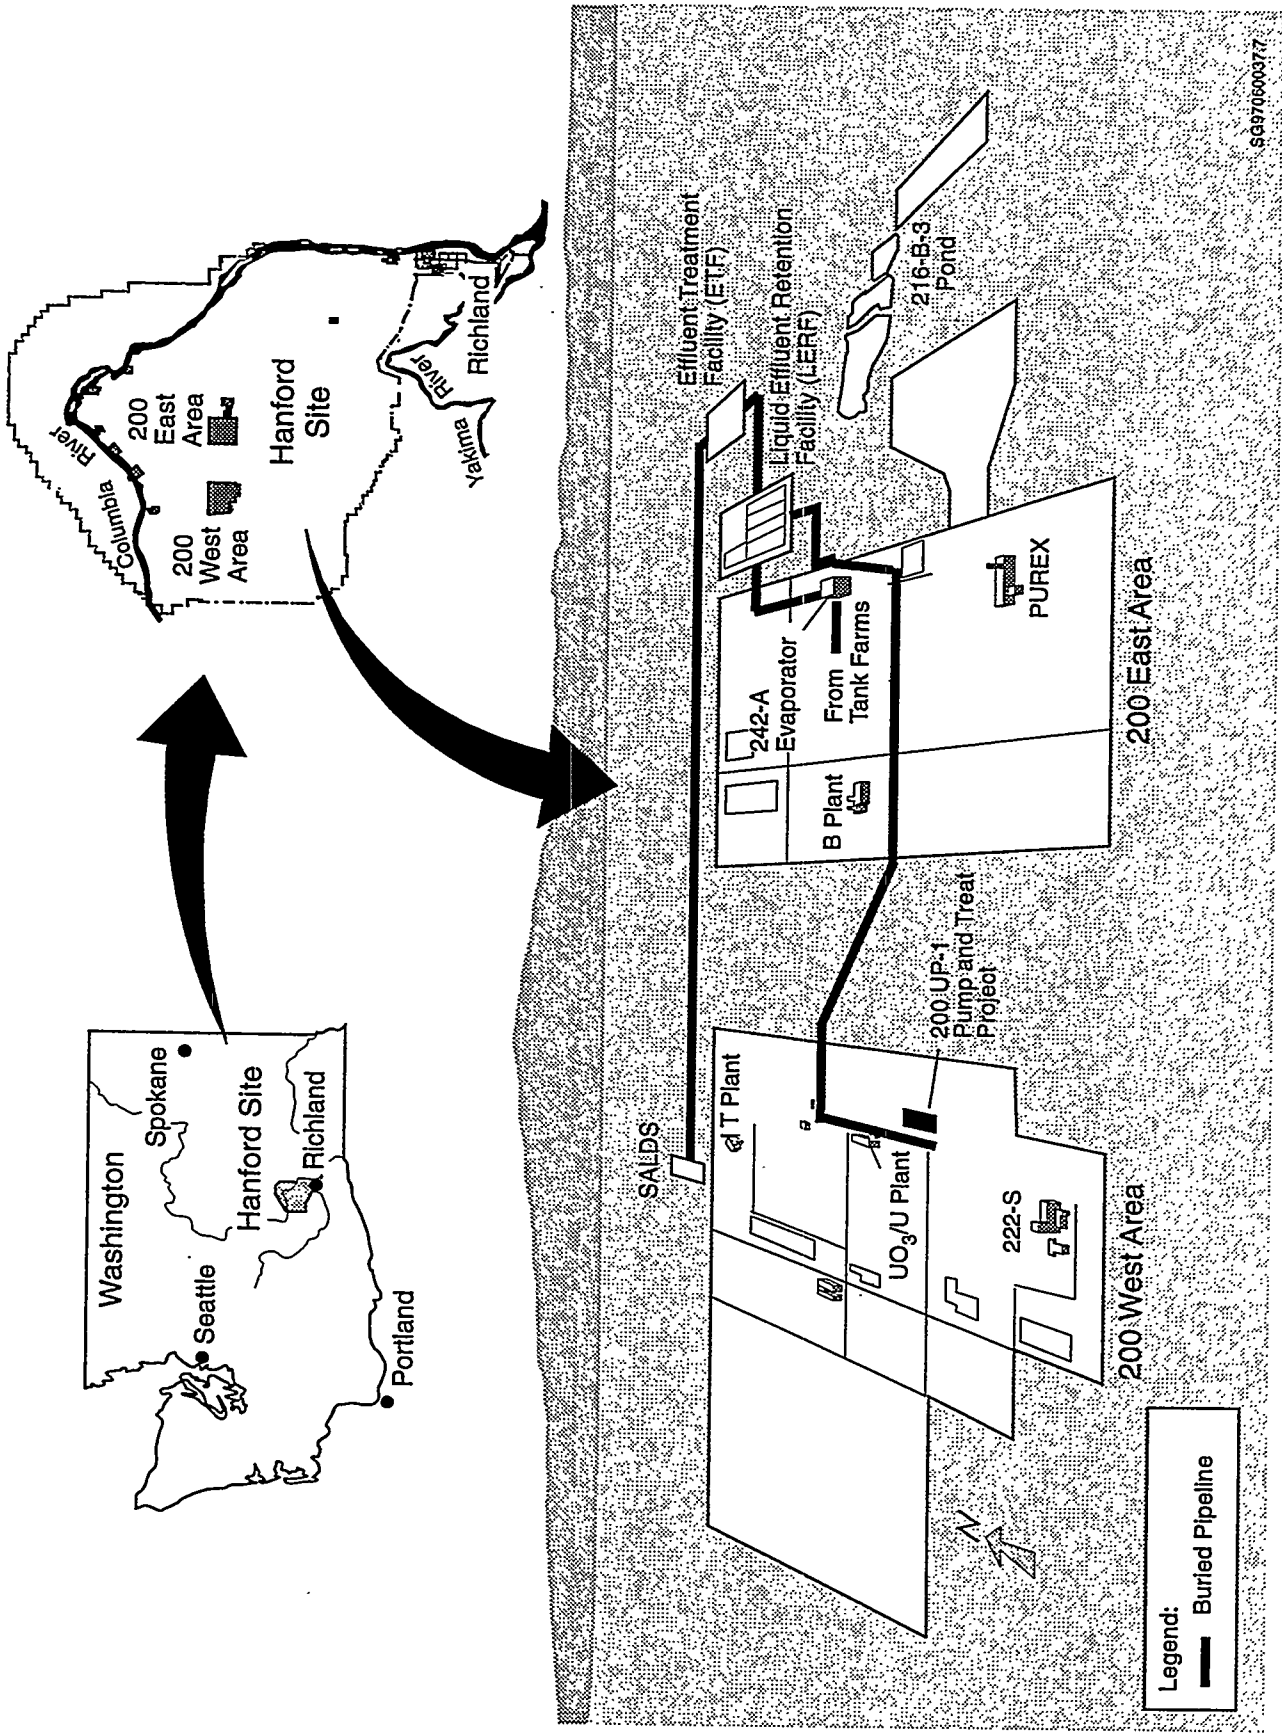 Washington
Spokane
Seattle
Hanford Site
Richland
Portland
Columbia
River
200
West
Area
200
East
Area
Hanford
Site
Yakima
River
Richland
SALDS
T Plant
UO₃/U Plant
222-S
200 West Area
200 UP-1
Pump and Treat
Project
B Plant
242-A
Evaporator
From
Tank Farms
Effluent Treatment
Facility (ETF)
Liquid Effluent Retention
Facility (LERF)
216-B-3
Pond
PUREX
200 East Area
N
Legend:
Buried Pipeline
SG97060037.7